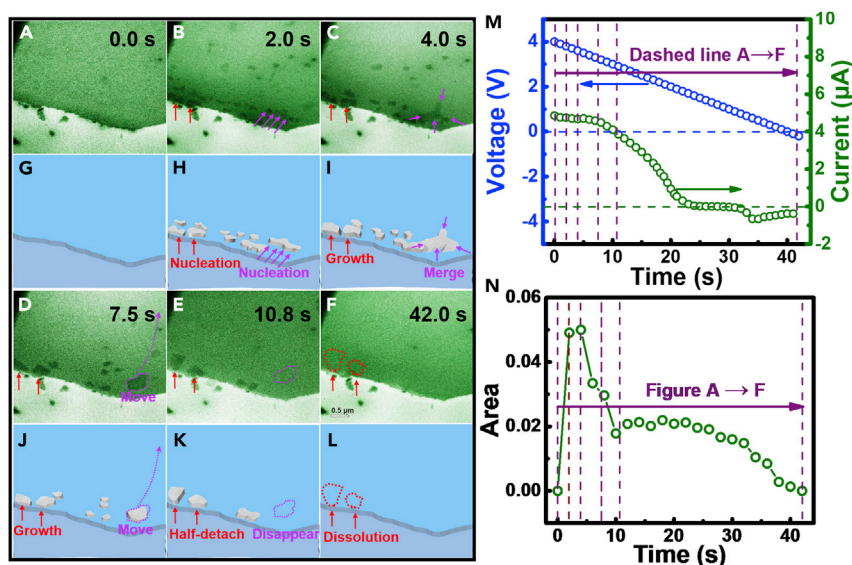 A
0.0 s
B
2.0 s
C
4.0 s
G
H
Nucleation
Nucleation
I
Growth
Merge
D
7.5 s
Move
E
10.8 s
F
42.0 s
0.5 µm
J
Growth
Move
K
Half-detach
Disappear
L
Dissolution
M
Voltage (V)
4
2
0
-2
-4
Dashed line A→F
Current (µA)
10
8
6
4
2
0
-2
0 10 20 30 40
Time (s)
N
Area
0.06
0.04
0.02
0.00
Figure A → F
0 10 20 30 40
Time (s)